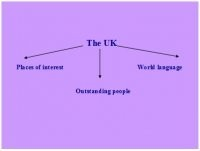 The UK
Places of interest
World language
Outstanding people